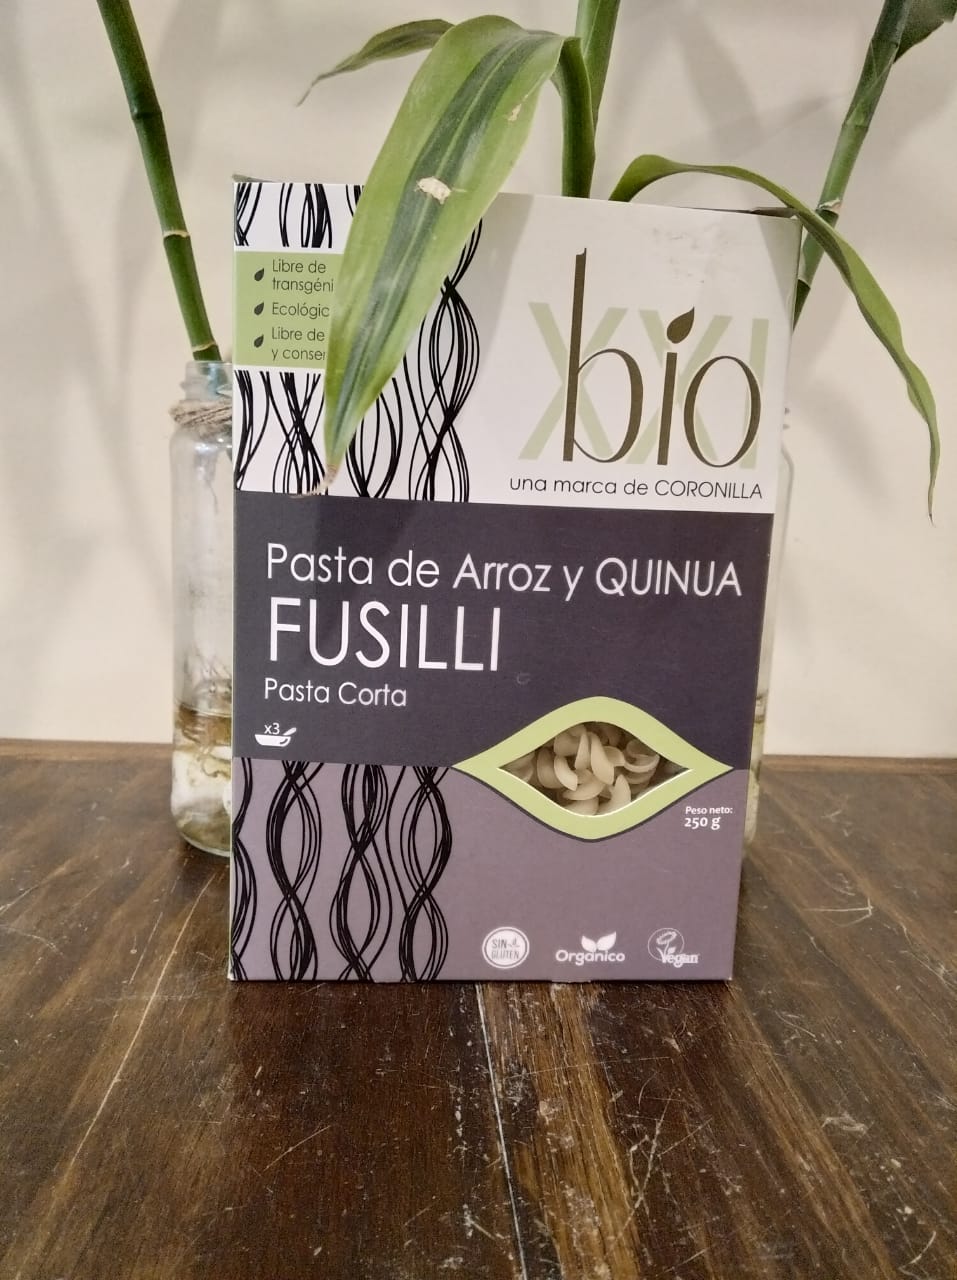 Libre de
Ecológic
Libre de
y conser
XXI
bio
una marca de CORONILLA
Pasta de Arroz y QUINUA
FUSILLI
Pasta Corta
x3
Peso neto:
250 g
SIN
GLUTEN
Orgánico
Vegan